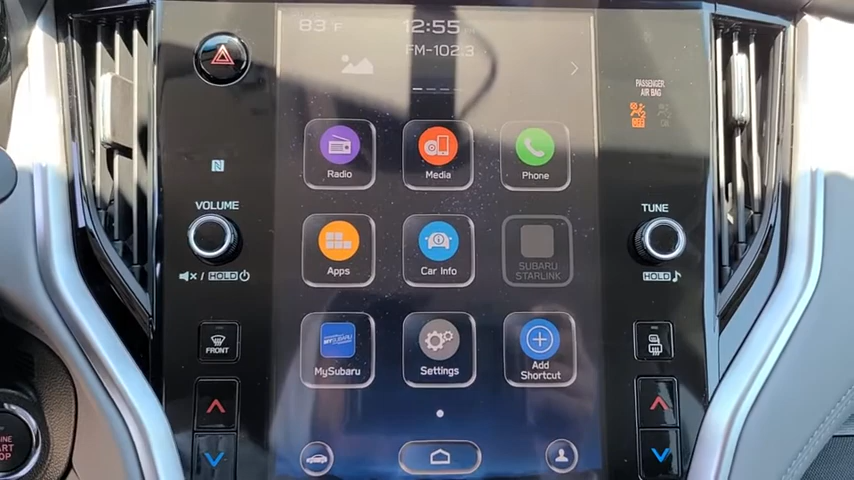 83 F
12:55
FM-102.3
PASSENGER
AIR BAG
Radio
Media
Phone
N
VOLUME
TUNE
Apps
Car Info
SUBARU
STARLINK
/ HOLD
HOLD
FRONT
MYSUBARU
MySubaru
Settings
Add
Shortcut